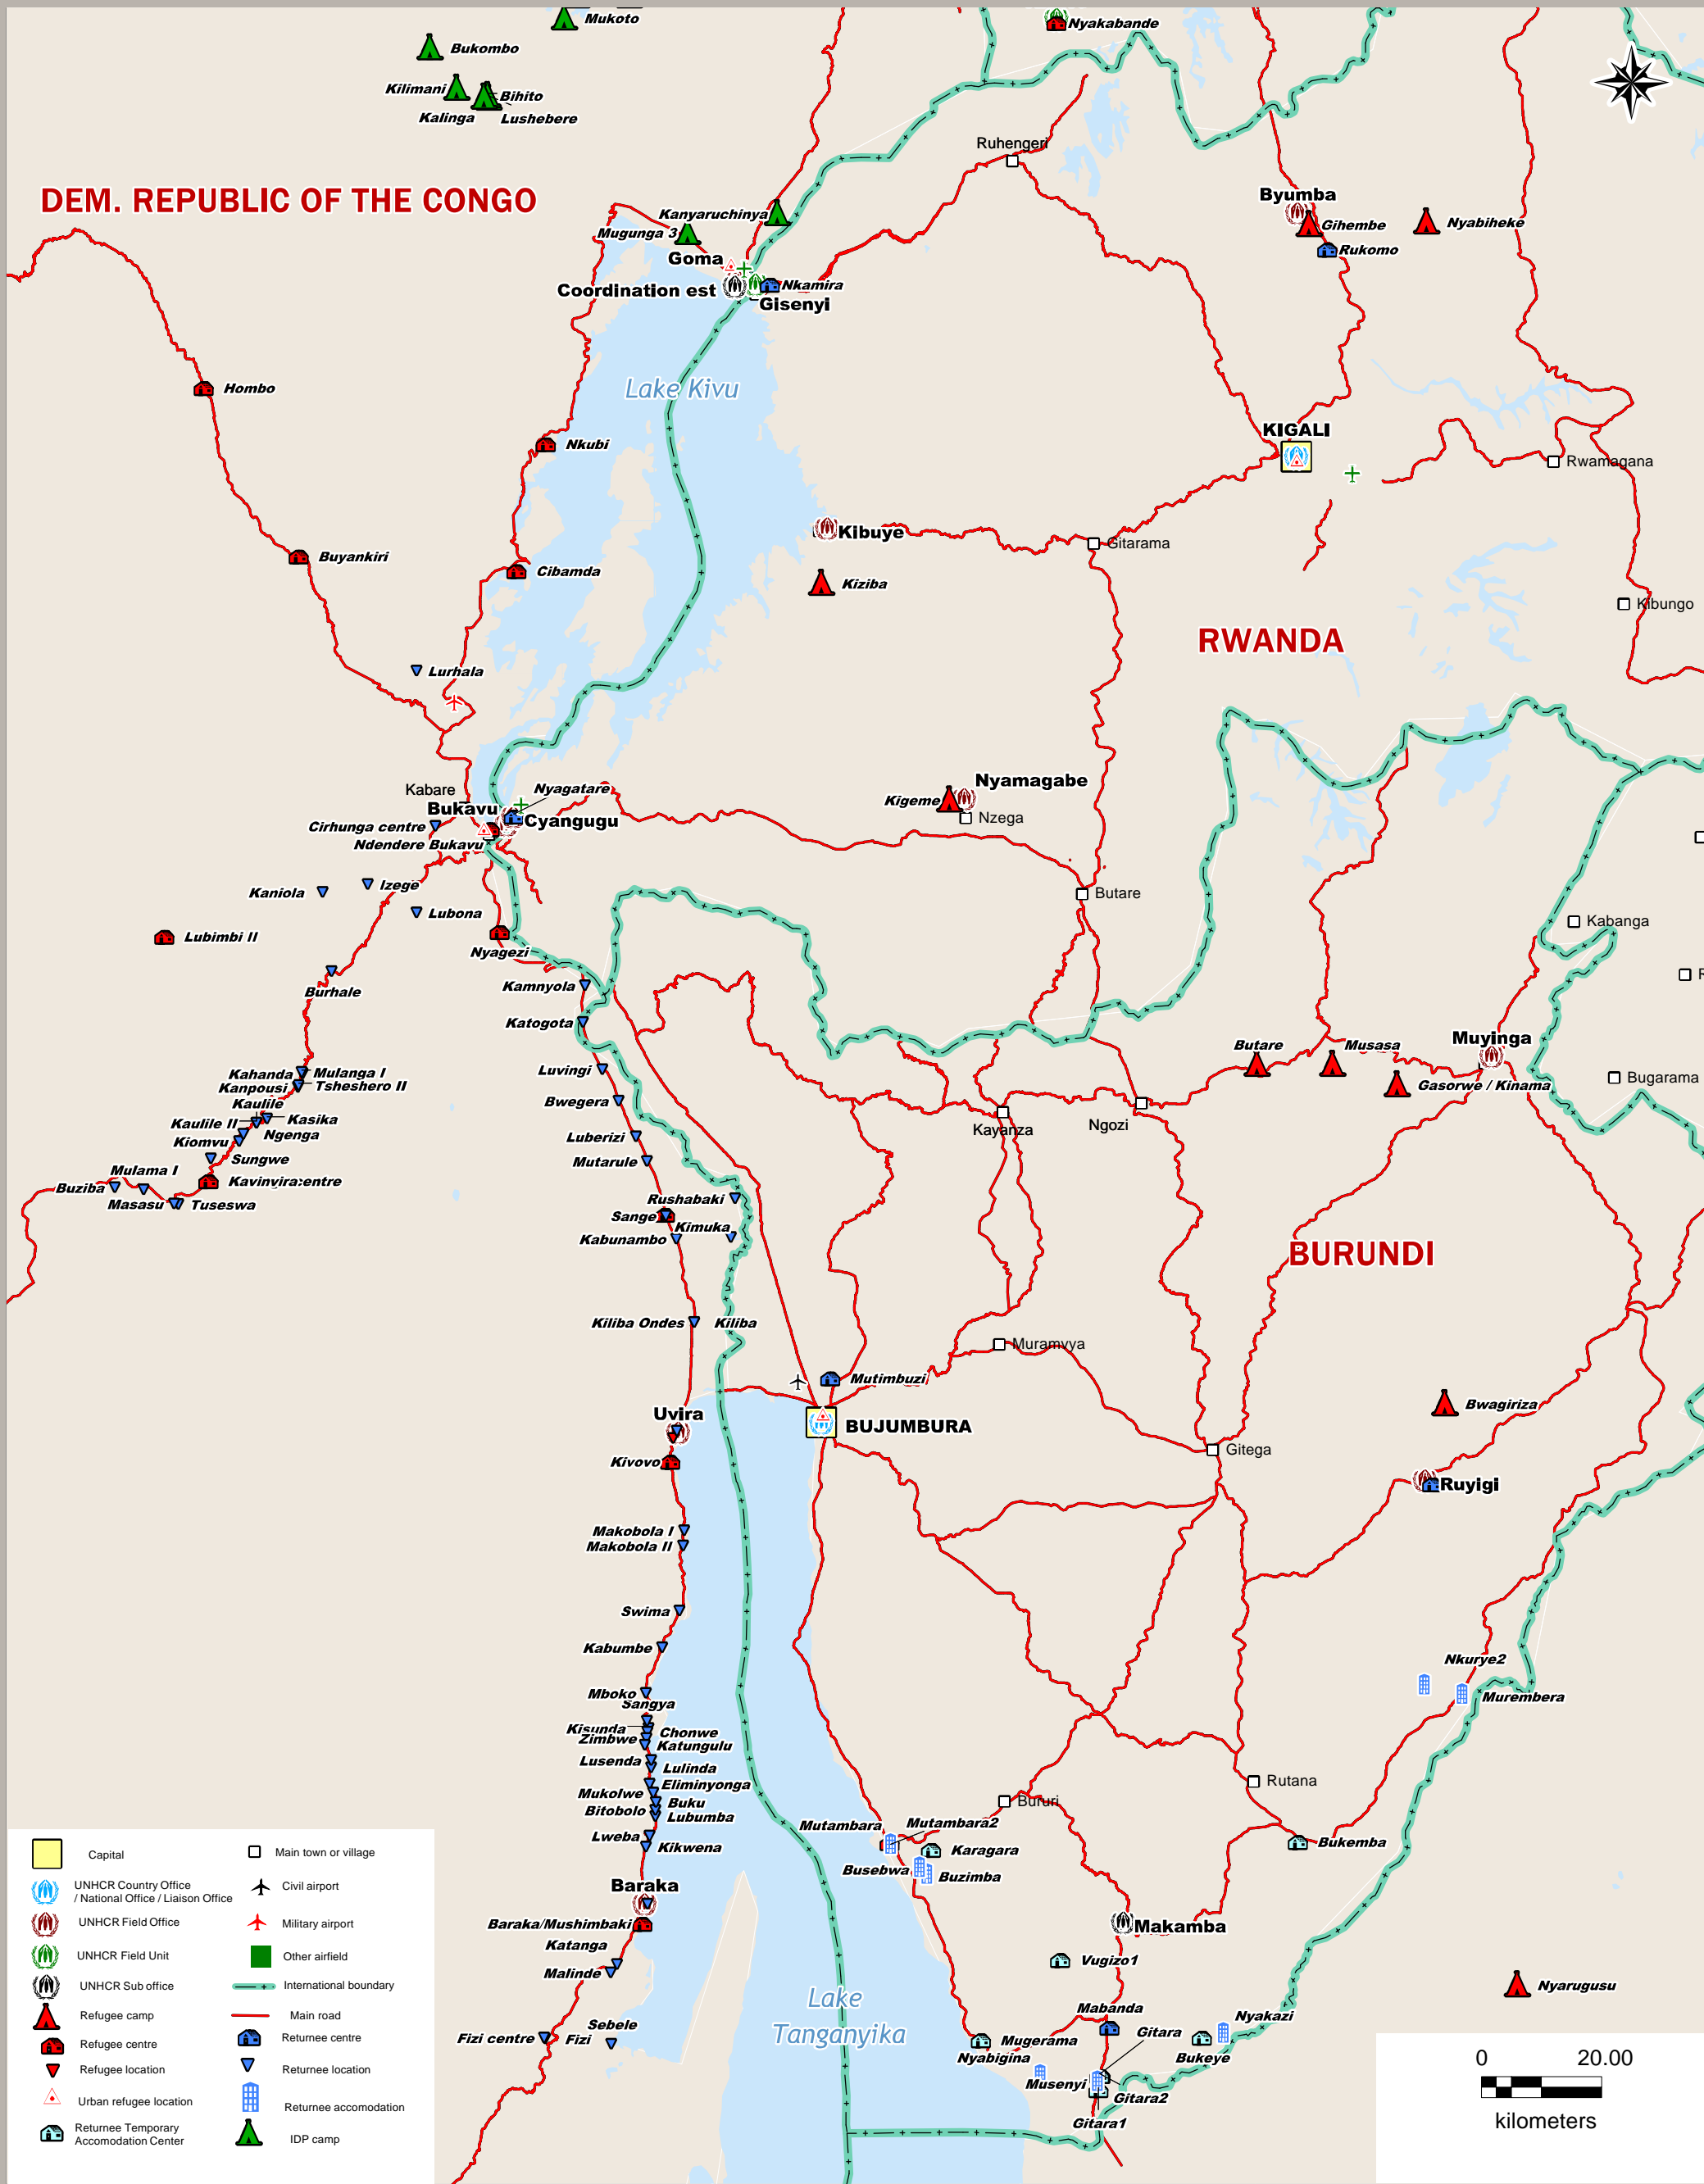 Mukoto
Nyakabande
Bukombo
Kilimani
Bihito
Kalinga
Lushebere
Ruhengeri
DEM. REPUBLIC OF THE CONGO
Byumba
Kanyaruchinya
Gihembe
Nyabiheke
Mugunga 3
Rukomo
Goma
Coordination est
Nkamira
Gisenyi
Lake Kivu
Hombo
KIGALI
Nkubi
Rwamagana
Kibuye
Gitarama
Buyankiri
Cibamda
Kiziba
Kibungo
RWANDA
Lurhala
Nyamagabe
Kabare
Nyagatare
Kigeme
Bukavu
Cyangugu
Nzega
Cirhunga centre
Ndendere Bukavu
Izege
Kaniola
Butare
Lubona
Kabanga
Lubimbi II
Nyagezi
R
Burhale
Kamnyola
Katogota
Muyinga
Butare
Musasa
Luvingi
Kahanda
Mulanga I
Kanpousi
Tsheshero II
Gasorwe / Kinama
Bugarama
Bwegera
Kaulile
Kaulile II
Kasika
Kayanza
Ngozi
Ngenga
Luberizi
Kiomvu
Sungwe
Mutarule
Mulama I
Buziba
Kavinvira centre
Rushabaki
Masasu
Tuseswa
Sange
Kimuka
Kabunambo
BURUNDI
Kiliba Ondes
Kiliba
Muramvya
Mutimbuzi
Bwagiriza
Uvira
BUJUMBURA
Gitega
Kivovo
Ruyigi
Makobola I
Makobola II
Swima
Kabumbe
Nkurye2
Mboko
Murembera
Sangya
Kisunda
Chonwe
Zimbwe
Katungulu
Lusenda
Lulinda
Rutana
Eliminyonga
Mukolwe
Buku
Bururi
Bitobolo
Lubumba
Mutambara
Mutambara2
Lweba
Kikwena
Karagara
Bukemba
Busebwa
Buzimba
Baraka
Baraka/Mushimbaki
Makamba
Katanga
Vugizo1
Malinde
Nyarugusu
Lake
Tanganyika
Mabanda
Nyakazi
Sebele
Gitara
Fizi centre
Fizi
Mugerama
Bukeye
Nyabigina
Musenyi
Gitara2
Gitara1
Capital
UNHCR Country Office
/ National Office / Liaison Office
UNHCR Field Office
UNHCR Field Unit
UNHCR Sub office
Refugee camp
Refugee centre
Refugee location
Urban refugee location
Returnee Temporary
Accomodation Center
Main town or village
Civil airport
Military airport
Other airfield
International boundary
Main road
Returnee centre
Returnee location
Returnee accomodation
IDP camp
0 20.00
kilometers